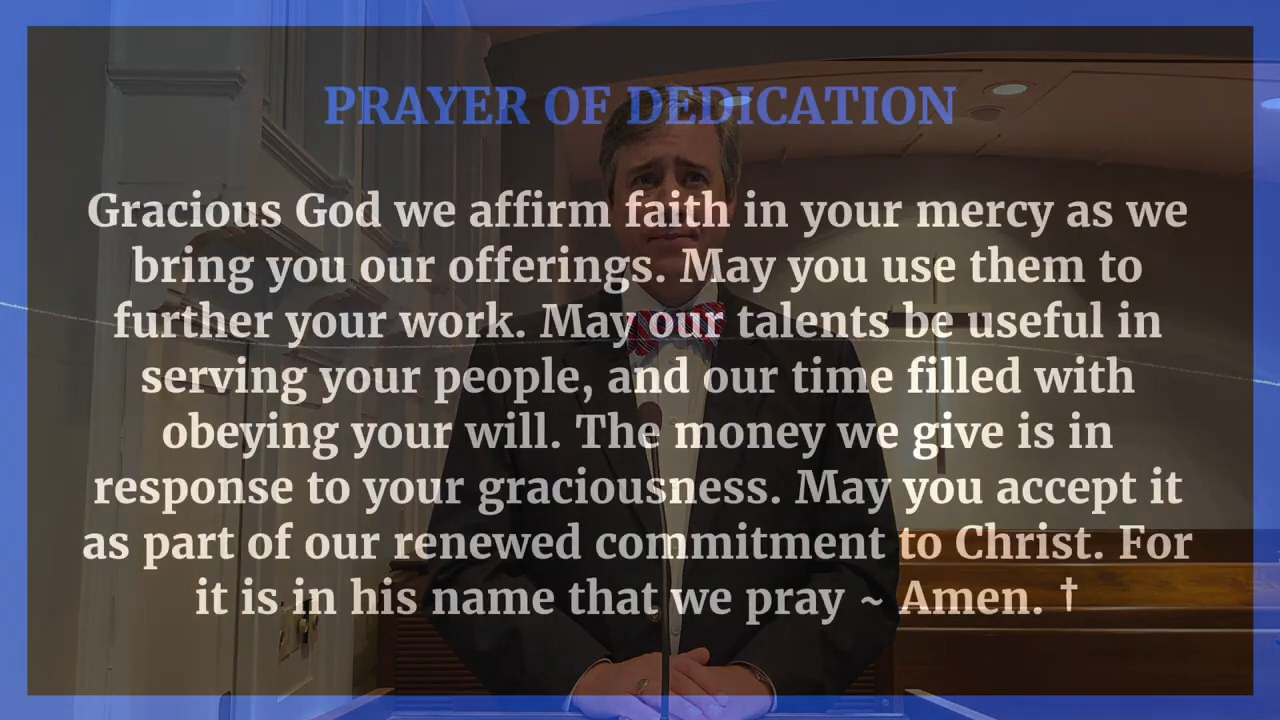 PRAYER OF DEDICATION
Gracious God we affirm faith in your mercy as we
bring you our offerings. May you use them to
further your work. May our talents be useful in
serving your people, and our time filled with
obeying your will. The money we give is in
response to your graciousness. May you accept it
as part of our renewed commitment to Christ. For
it is in his name that we pray ~ Amen. †